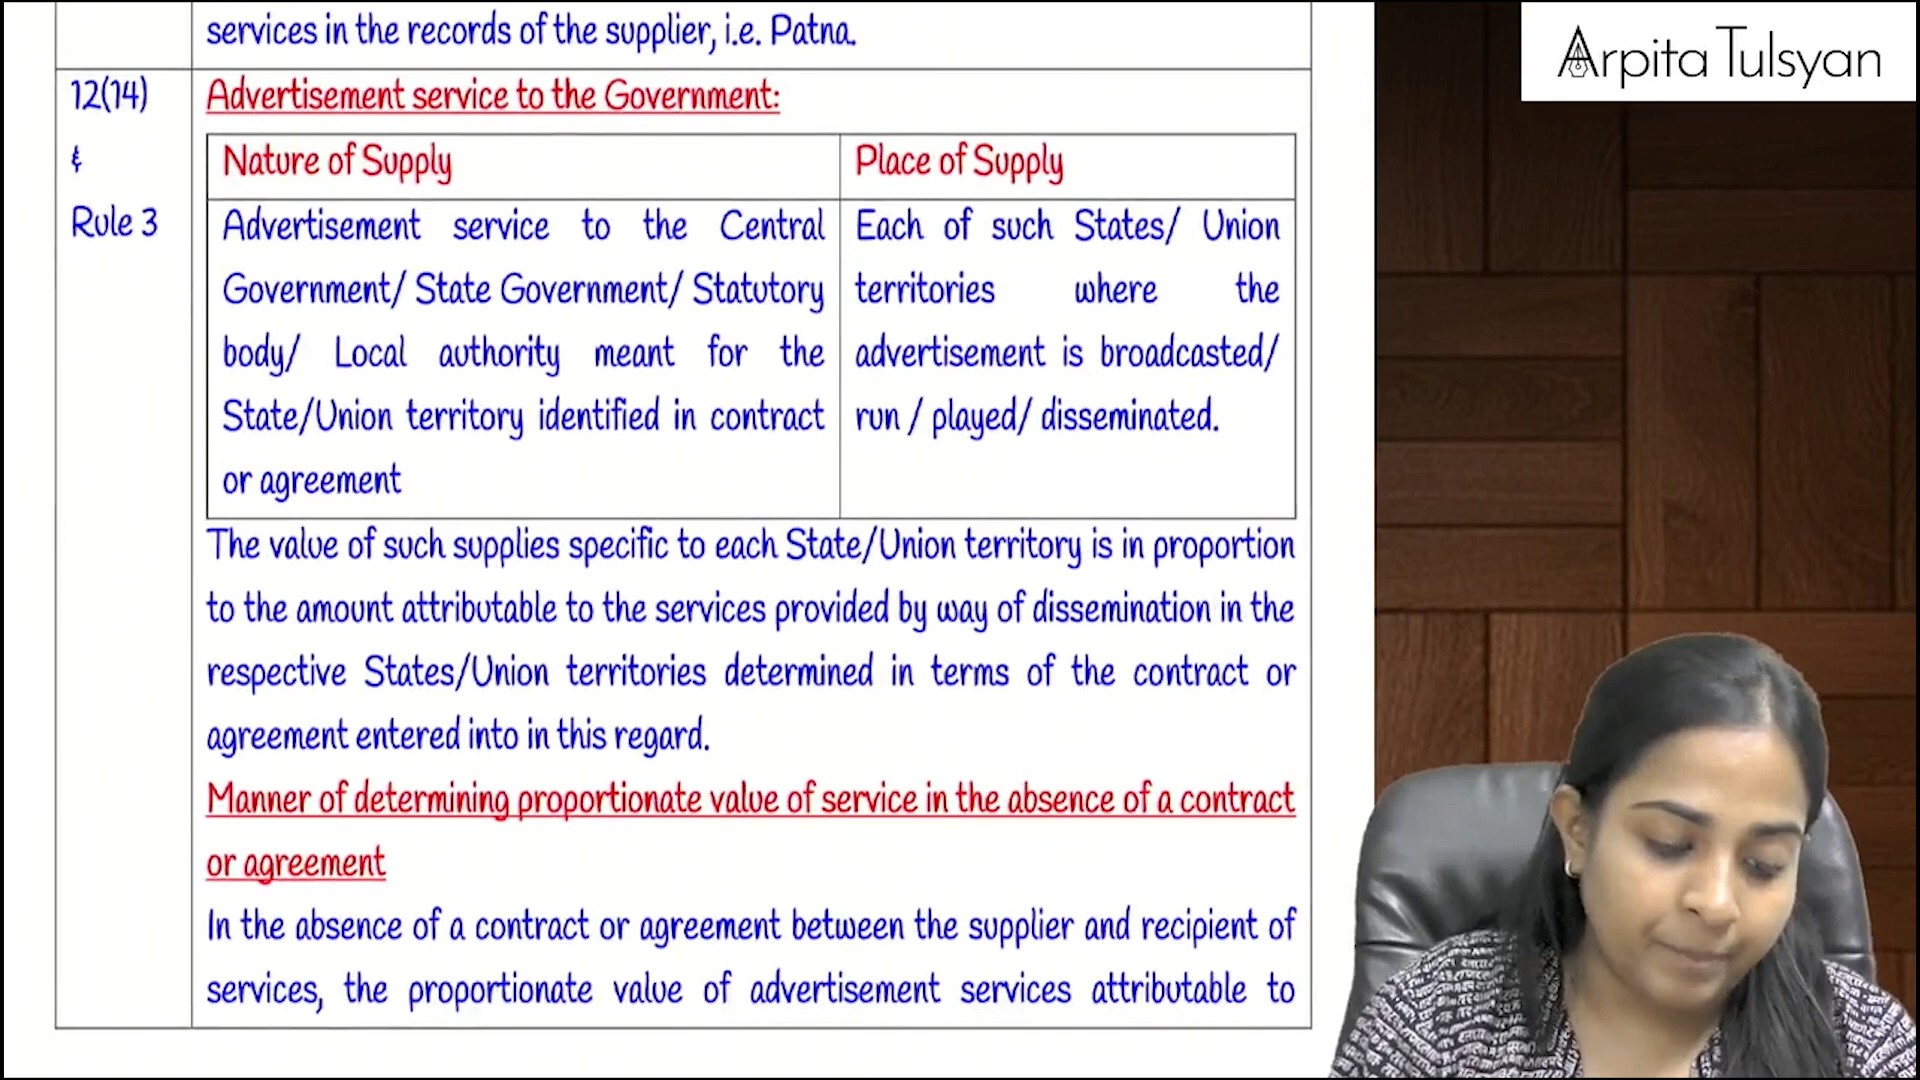 services in the records of the supplier, i.e. Patna.
Arpita Tulsyan
12(14)
&
Rule 3
Advertisement service to the Government:
Nature of Supply
Place of Supply
Advertisement service to the Central
Government/ State Government/ Statutory
body/ Local authority meant for the
State/Union territory identified in contract
or agreement
Each of such States/ Union
territories where the
advertisement is broadcasted/
run / played/ disseminated.
The value of such supplies specific to each State/Union territory is in proportion
to the amount attributable to the services provided by way of dissemination in the
respective States/Union territories determined in terms of the contract or
agreement entered into in this regard.
Manner of determining proportionate value of service in the absence of a contract
or agreement
In the absence of a contract or agreement between the supplier and recipient of
services, the proportionate value of advertisement services attributable to